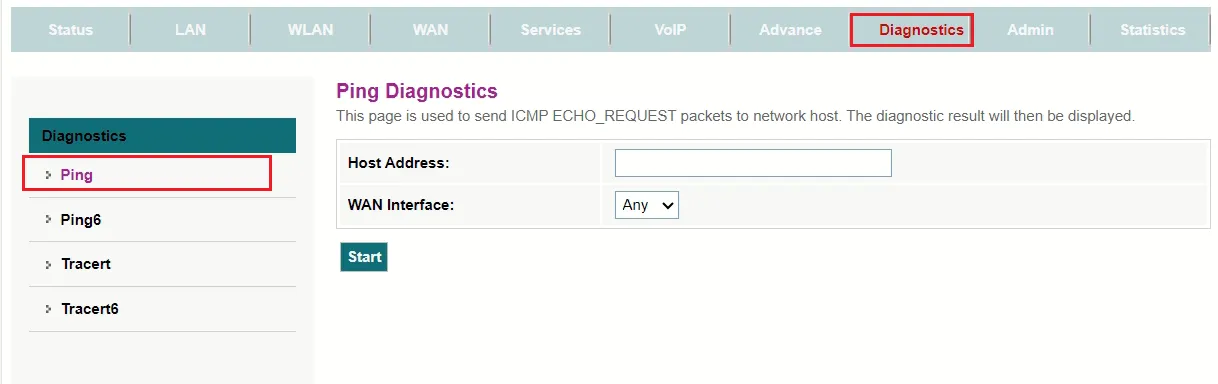 Status LAN WLAN WAN Services VoIP Advance Diagnostics Admin Statistics
Diagnostics
Ping
Ping6
Tracert
Tracert6
Ping Diagnostics
This page is used to send ICMP ECHO_REQUEST packets to network host. The diagnostic result will then be displayed.
Host Address:
WAN Interface: Any
Start